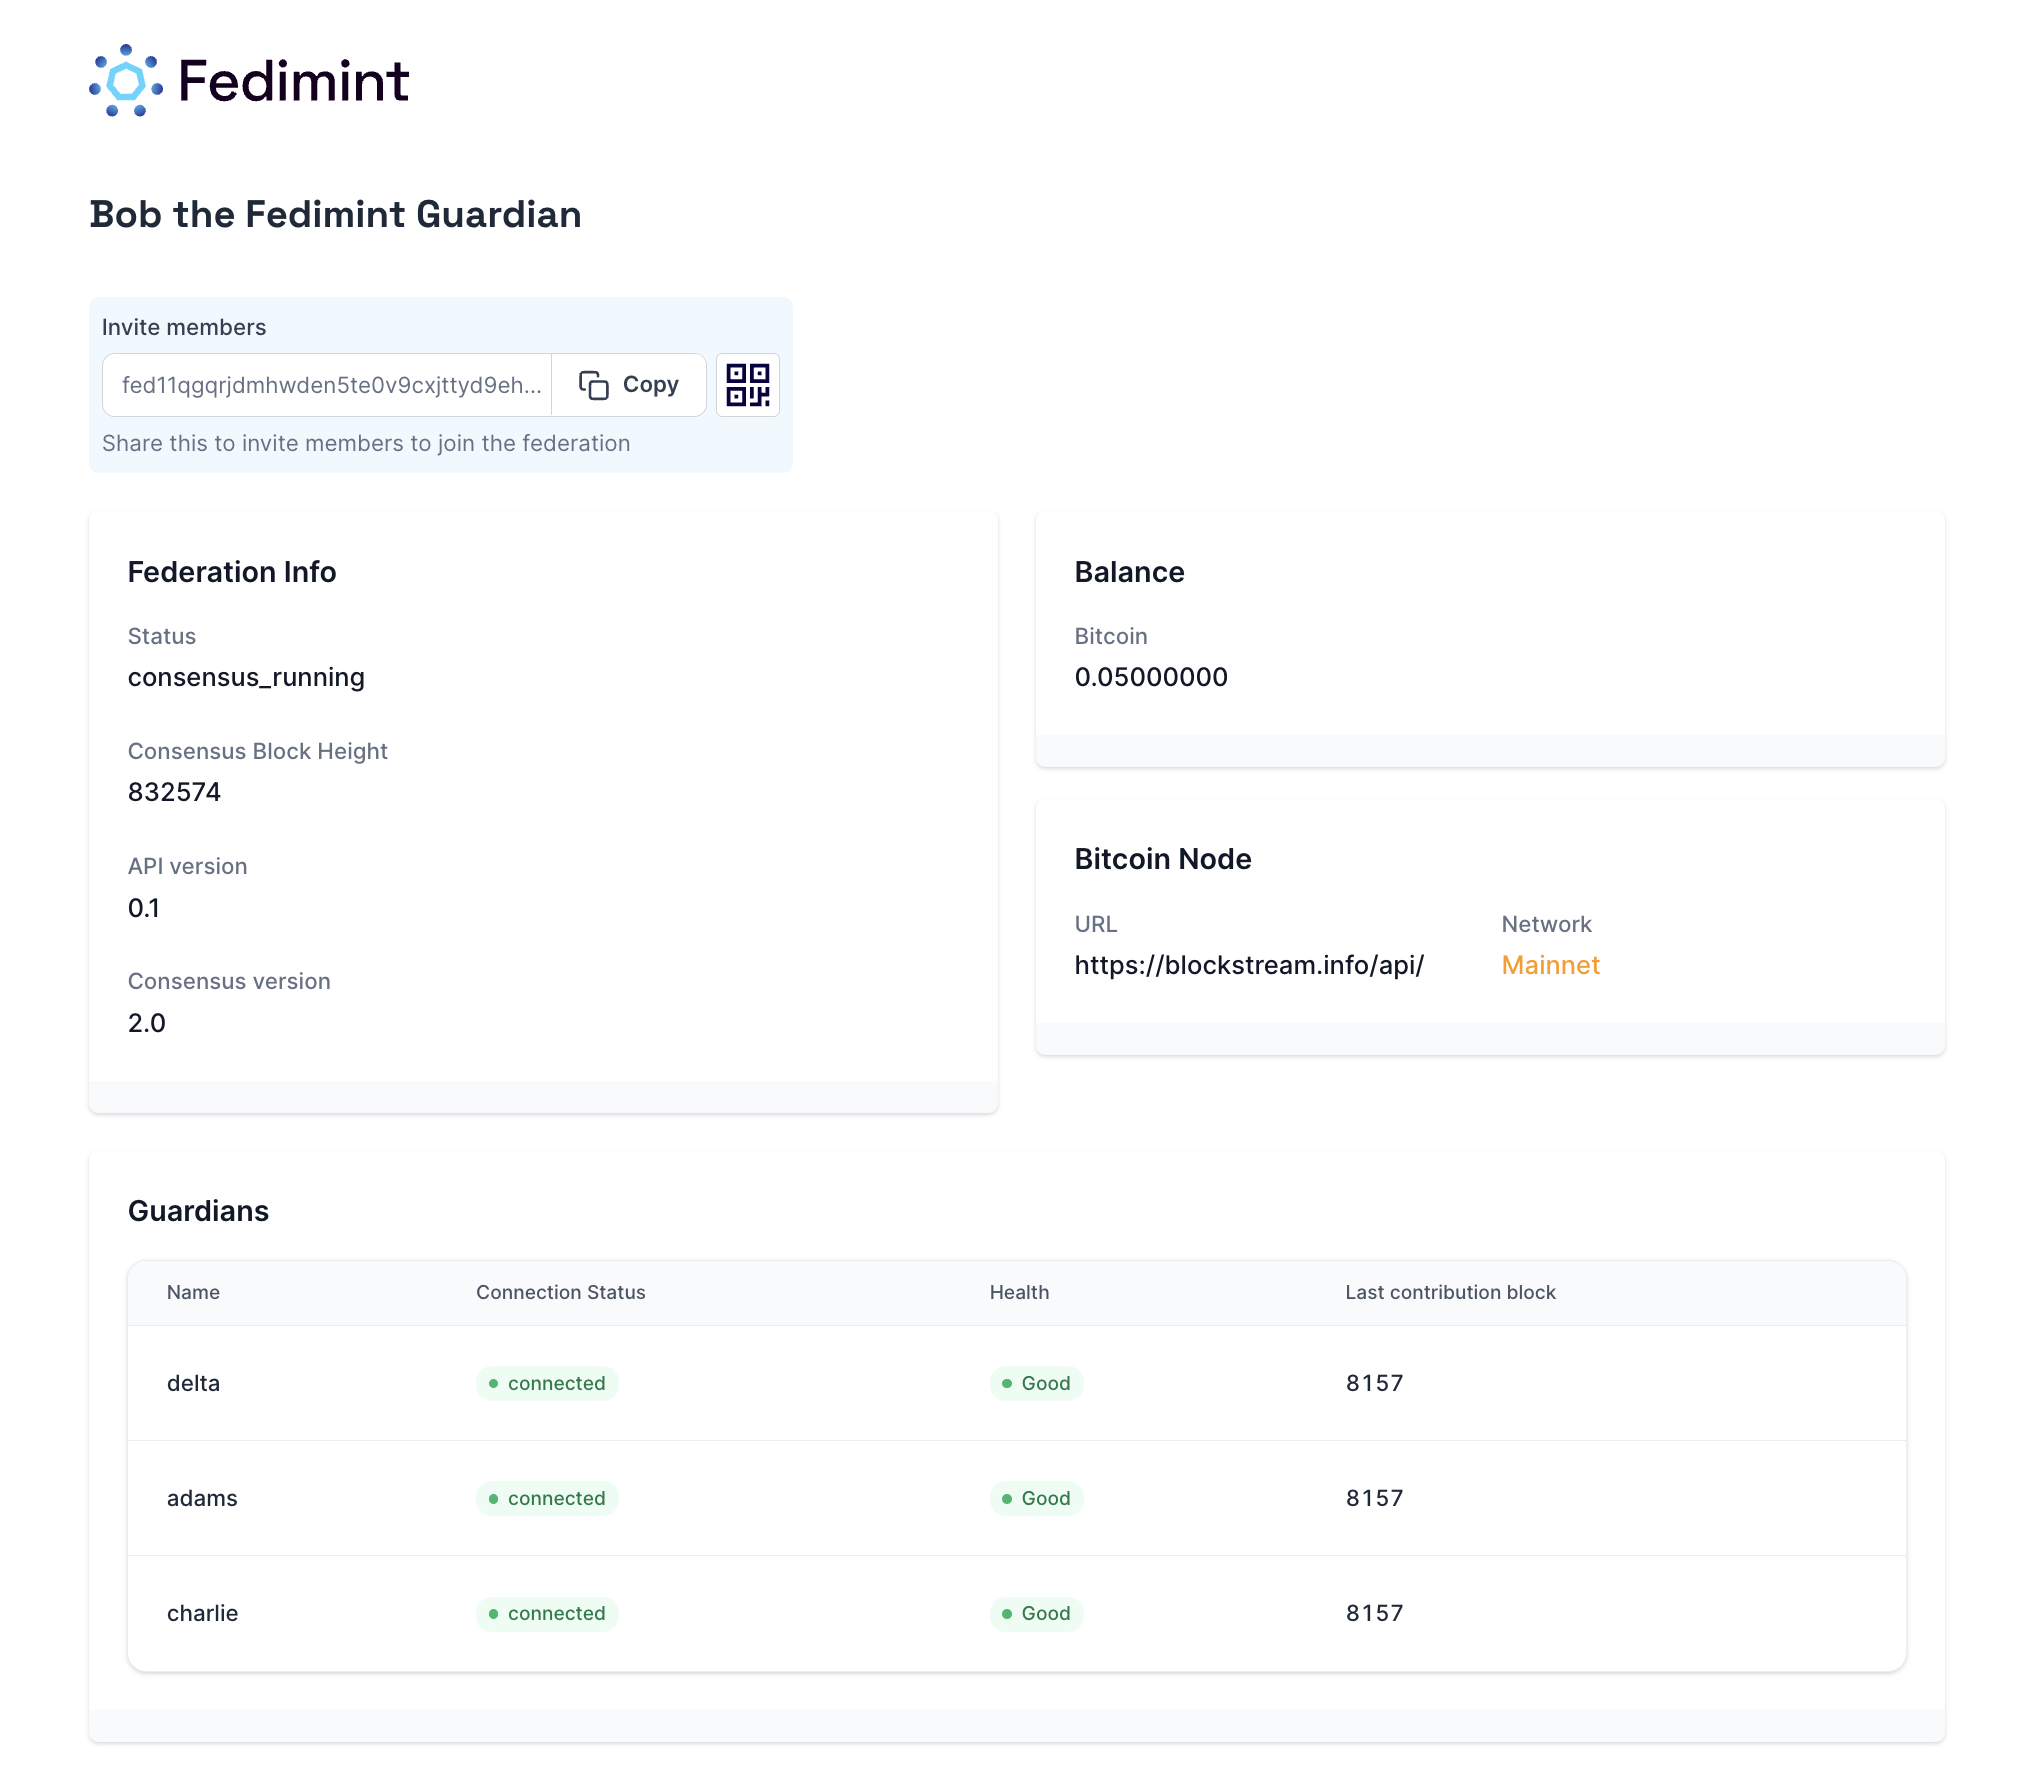 Fedimint
Bob the Fedimint Guardian
Invite members
fed11qgqrjdmhwden5te0v9cxjttyd9eh...
Copy
Share this to invite members to join the federation
Federation Info
Status
consensus_running
Consensus Block Height
832574
API version
0.1
Consensus version
2.0
Balance
Bitcoin
0.05000000
Bitcoin Node
URL
https://blockstream.info/api/
Network
Mainnet
Guardians
Name Connection Status Health Last contribution block
delta connected Good 8157
adams connected Good 8157
charlie connected Good 8157